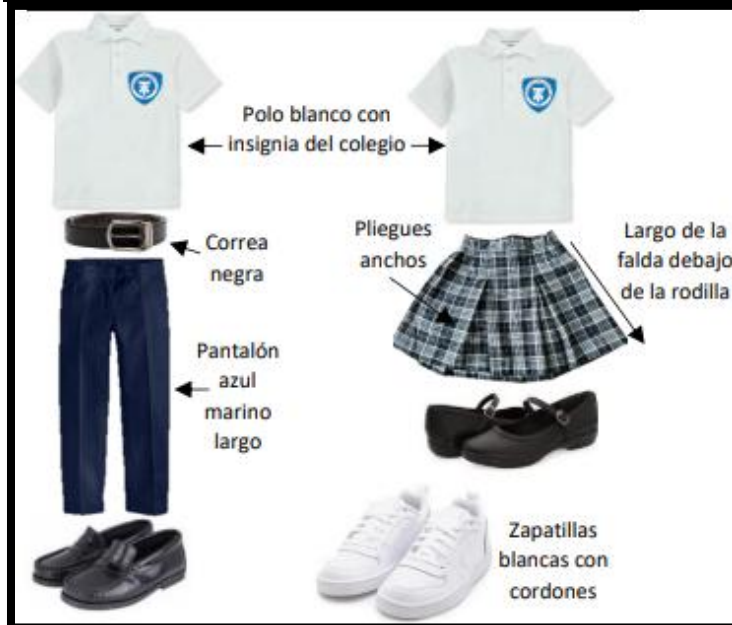 Polo blanco con
insignia del colegio
Correa
negra
Pliegues
anchos
Largo de la
falda debajo
de la rodilla
Pantalón
azul
marino
largo
Zapatillas
blancas con
cordones